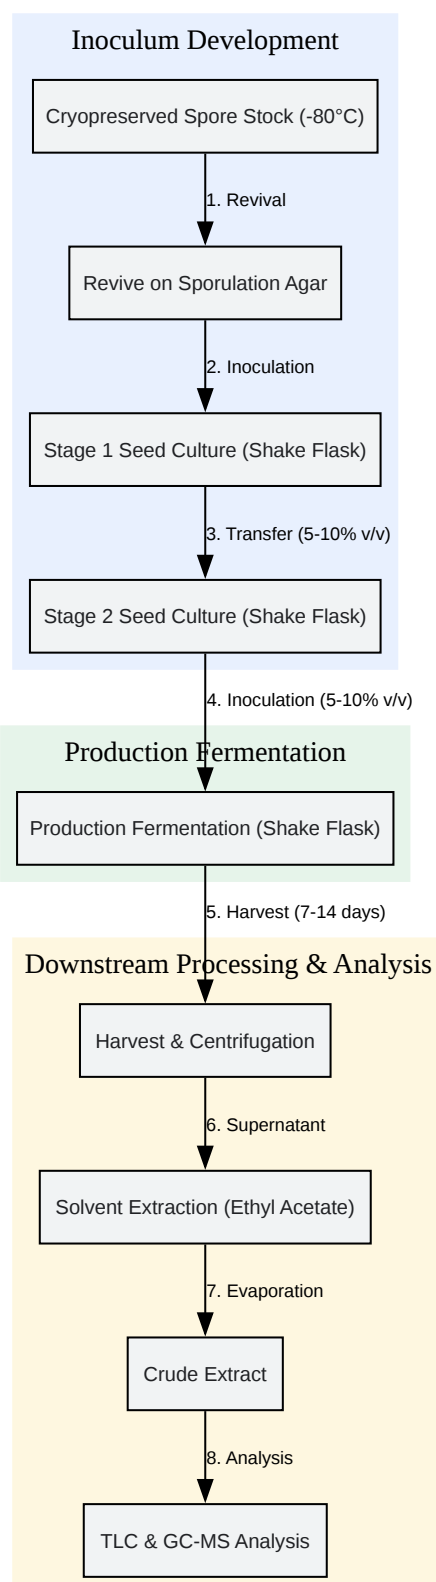 Inoculum Development
Cryopreserved Spore Stock (-80°C)
1. Revival
Revive on Sporulation Agar
2. Inoculation
Stage 1 Seed Culture (Shake Flask)
3. Transfer (5-10% v/v)
Stage 2 Seed Culture (Shake Flask)
4. Inoculation (5-10% v/v)
Production Fermentation
Production Fermentation (Shake Flask)
5. Harvest (7-14 days)
Downstream Processing & Analysis
Harvest & Centrifugation
6. Supernatant
Solvent Extraction (Ethyl Acetate)
7. Evaporation
Crude Extract
8. Analysis
TLC & GC-MS Analysis